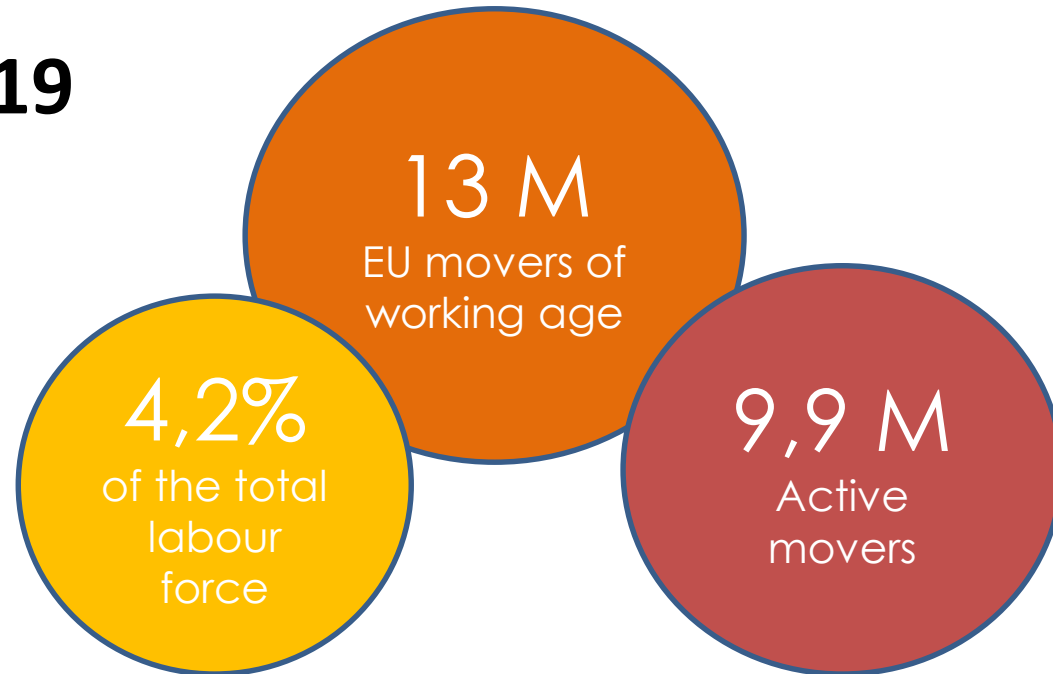 19
13 M
EU movers of
working age
4,2%
of the total
labour
force
9,9 M
Active
movers